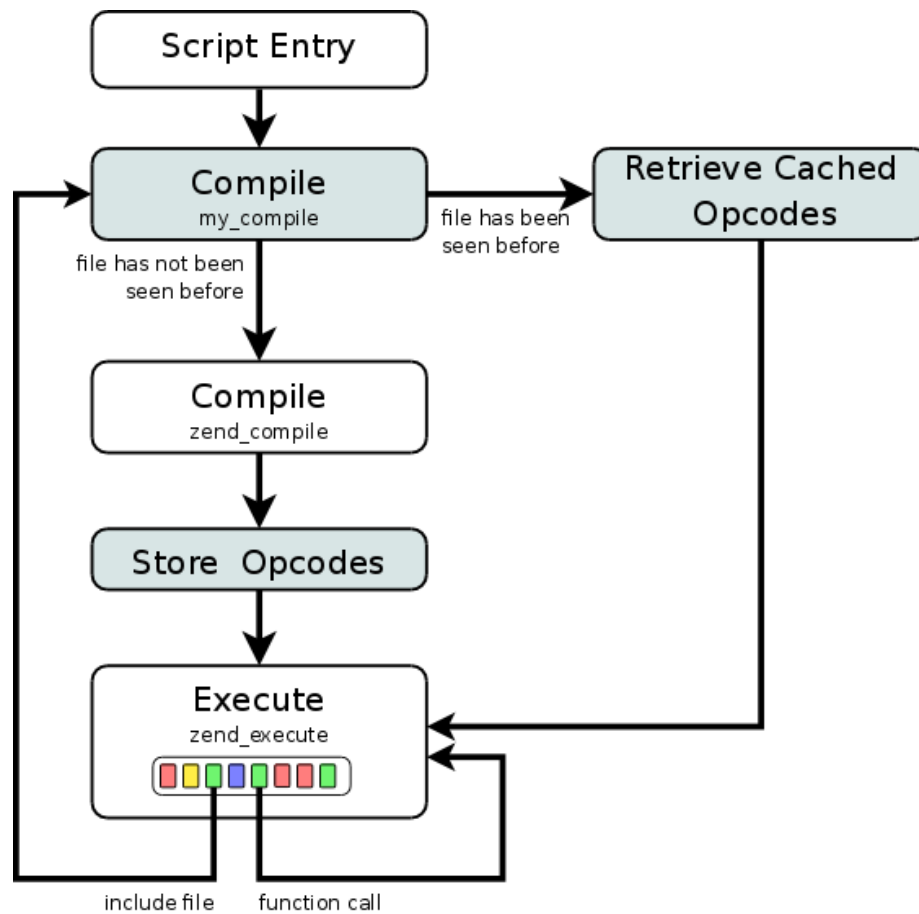 Script Entry
Compile
my_compile
Retrieve Cached
Opcodes
file has been
seen before
file has not been
seen before
Compile
zend_compile
Store Opcodes
Execute
zend_execute
include file
function call